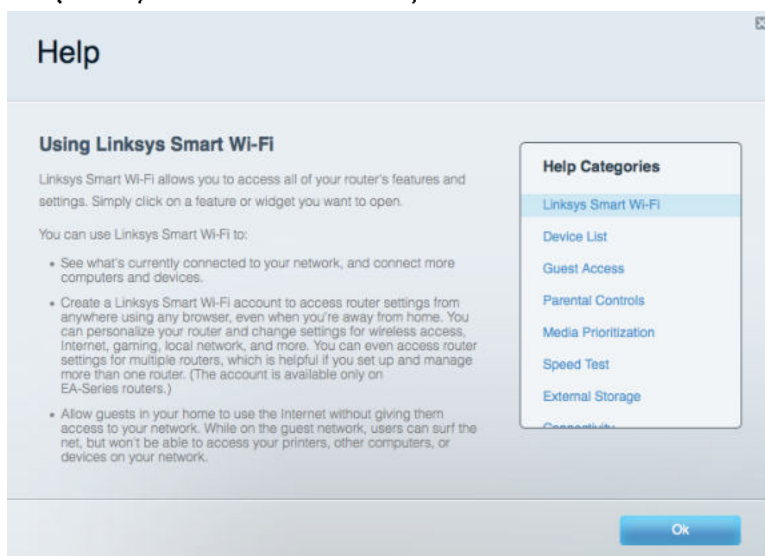 Help
Using Linksys Smart Wi-Fi
Linksys Smart Wi-Fi allows you to access all of your router's features and
settings. Simply click on a feature or widget you want to open.
You can use Linksys Smart Wi-Fi to:
• See what's currently connected to your network, and connect more
computers and devices.
• Create a Linksys Smart Wi-Fi account to access router settings from
anywhere using any browser, even when you're away from home. You
can personalize your router and change settings for wireless access,
Internet, gaming, local network, and more. You can even access router
settings for multiple routers, which is helpful if you set up and manage
more than one router. (The account is available only on
EA-Series routers.)
• Allow guests in your home to use the Internet without giving them
access to your network. While on the guest network, users can surf the
net, but won't be able to access your printers, other computers, or
devices on your network.
Help Categories
Linksys Smart Wi-Fi
Device List
Guest Access
Parental Controls
Media Prioritization
Speed Test
External Storage
Connectivity
Ok